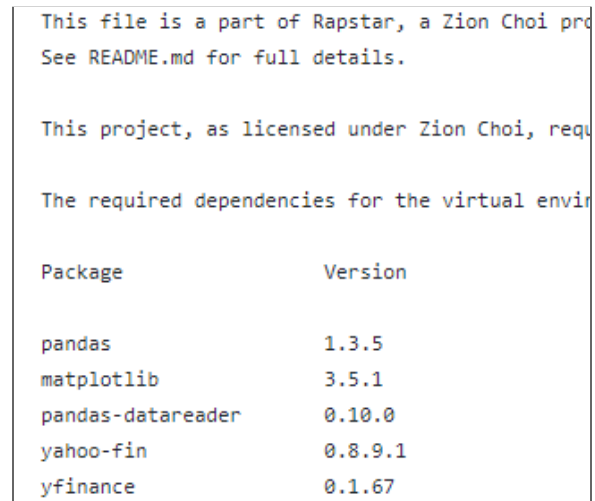 This file is a part of Rapstar, a Zion Choi
See README.md for full details.
This project, as licensed under Zion Choi,
The required dependencies for the virtual
Package Version
pandas 1.3.5
matplotlib 3.5.1
pandas-datareader 0.10.0
yahoo-fin 0.8.9.1
yfinance 0.1.67